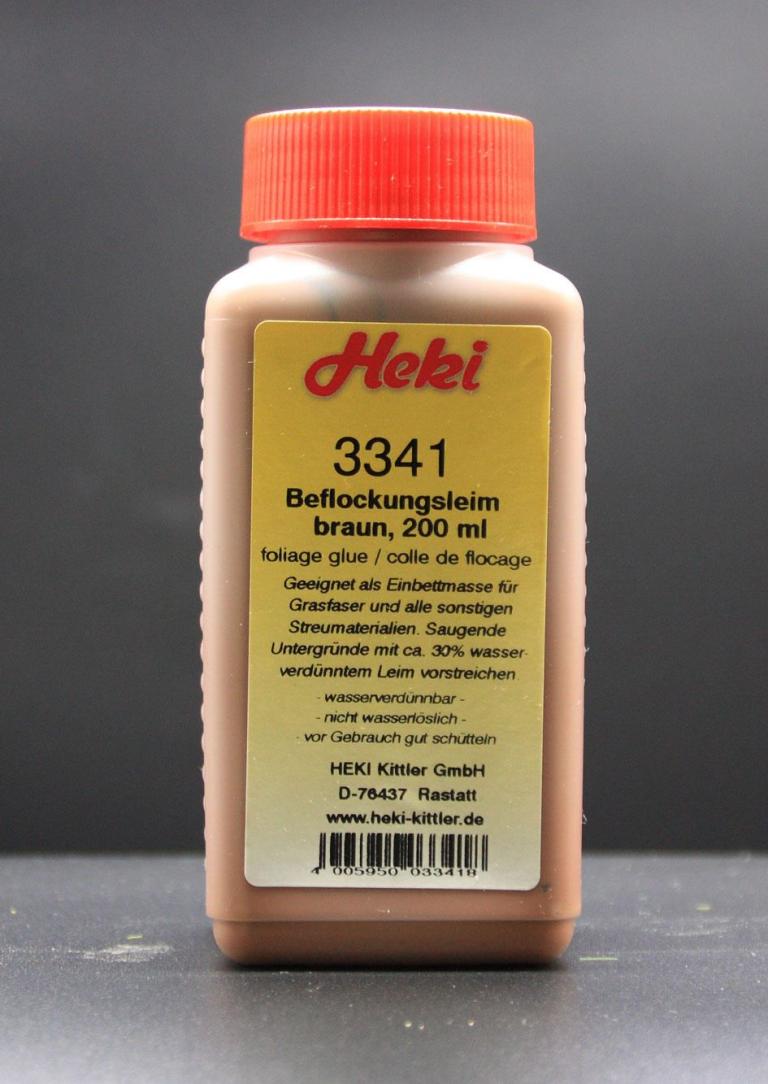 Heki
3341
Beflockungsleim
braun, 200 ml
foliage glue / colle de flocage
Geeignet als Einbettmasse für
Grasfaser und alle sonstigen
Streumaterialien. Saugende
Untergründe mit ca. 30% wasser-
verdünntem Leim vorstreichen.
- wasserverdünnbar -
- nicht wasserlöslich -
- vor Gebrauch gut schütteln
HEKI Kittler GmbH
D-76437 Rastatt
www.heki-kittler.de
4 005950 033418